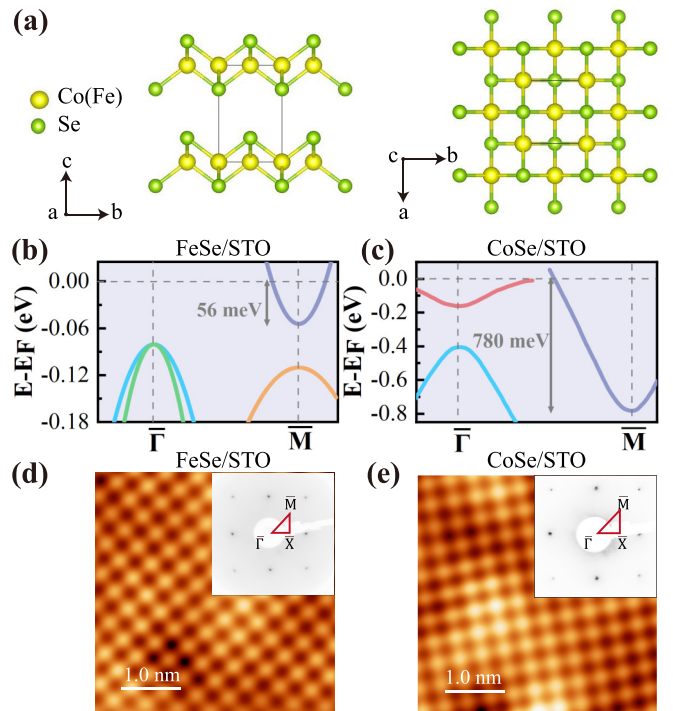 (a)
Co(Fe)
Se
c
a
b
c
b
a
(b)
FeSe/STO
(c)
CoSe/STO
E-EF (eV)
0.00
-0.06
-0.12
-0.18
56 meV
Γ̅
M̅
E-EF (eV)
0.0
-0.2
-0.4
-0.6
-0.8
780 meV
Γ̅
M̅
(d)
FeSe/STO
(e)
CoSe/STO
M̅
Γ̅
X̅
1.0 nm
M̅
Γ̅
X̅
1.0 nm